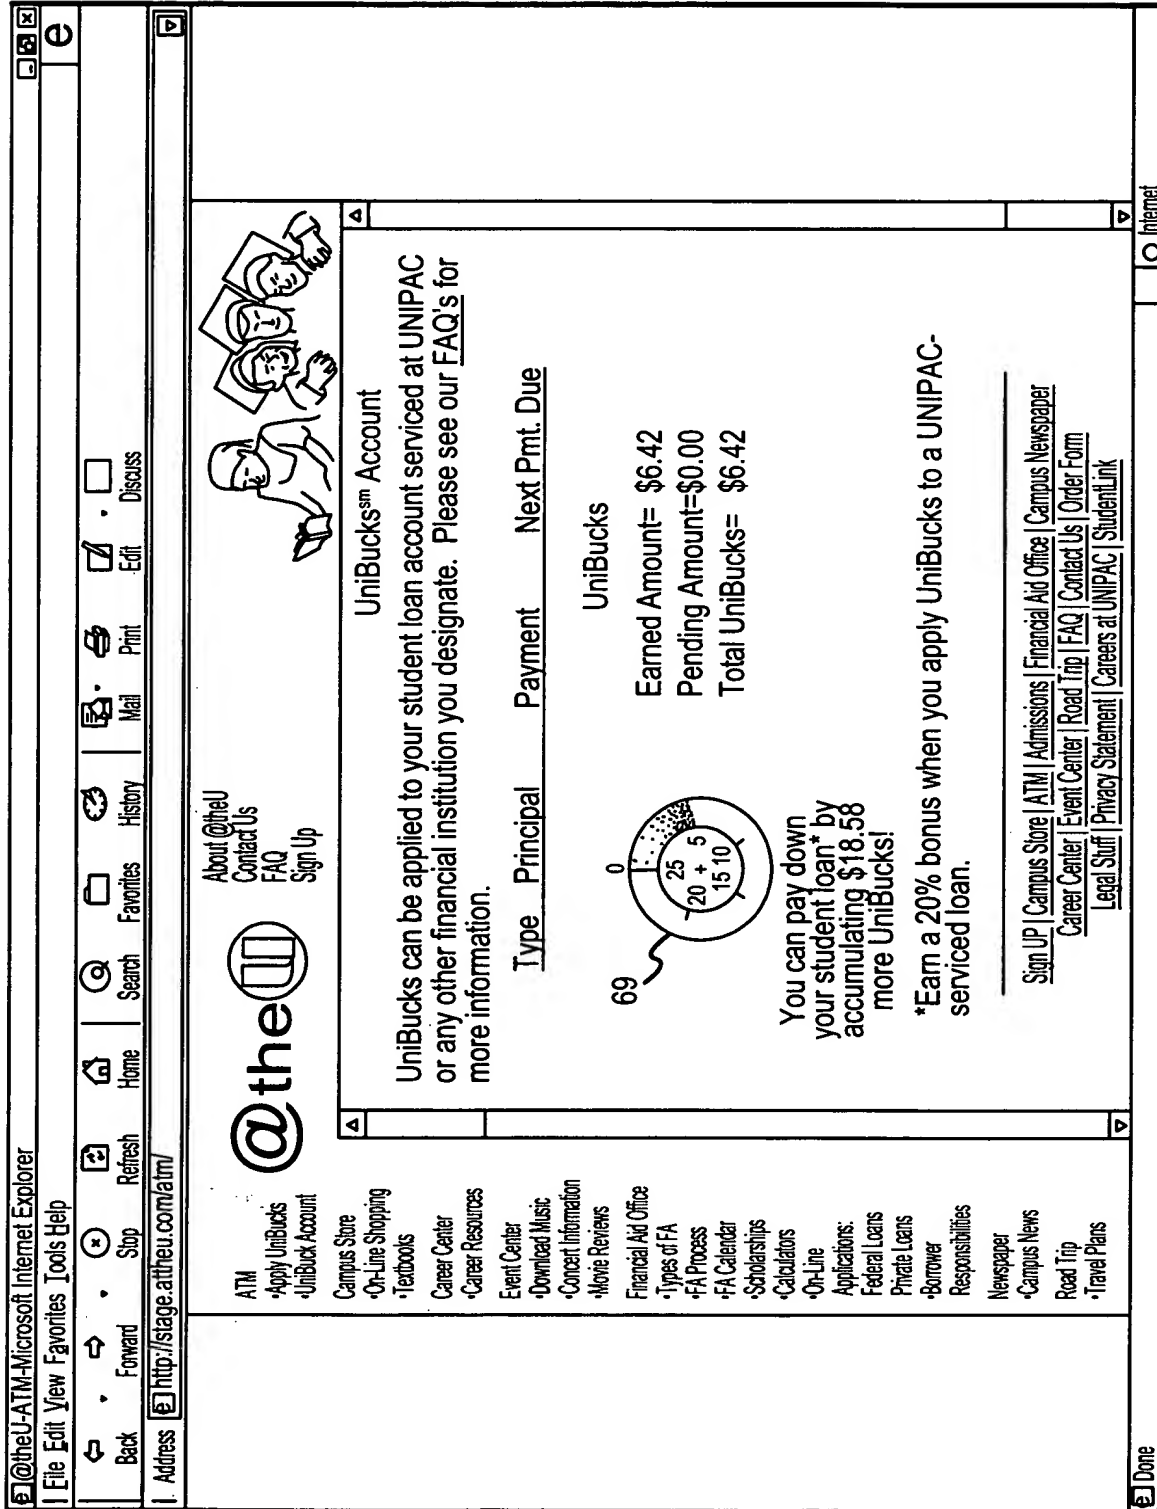 @theU-ATM-Microsoft Internet Explorer
File Edit View Favorites Tools Help
Back Forward Stop Refresh Home Search Favorites History Mail Print Edit Discuss
Address http://stage.attheu.com/atm/
@the U
About @theU
Contact Us
FAQ
Sign Up
ATM
•Apply UniBucks
•UniBuck Account
Campus Store
•On-Line Shopping
•Textbooks
Career Center
•Career Resources
Event Center
•Download Music
•Concert Information
•Movie Reviews
Financial Aid Office
•Types of FA
•FA Process
•FA Calendar
•Scholarships
•Calculators
•On-Line
Applications:
Federal Loans
Private Loans
•Borrower
Responsibilities
Newspaper
•Campus News
Road Trip
•Travel Plans
UniBucks℠ Account
UniBucks can be applied to your student loan account serviced at UNIPAC
or any other financial institution you designate. Please see our FAQ's for
more information.
Type Principal Payment Next Pmt. Due
UniBucks
69
0
25
20 + 5
15 10
Earned Amount= $6.42
Pending Amount=$0.00
Total UniBucks= $6.42
You can pay down
your student loan* by
accumulating $18.58
more UniBucks!
*Earn a 20% bonus when you apply UniBucks to a UNIPAC-
serviced loan.
Sign UP | Campus Store | ATM | Admissions | Financial Aid Office | Campus Newspaper
Career Center | Event Center | Road Trip | FAQ | Contact Us | Order Form
Legal Stuff | Privacy Statement | Careers at UNIPAC | StudentLink
Done
Internet